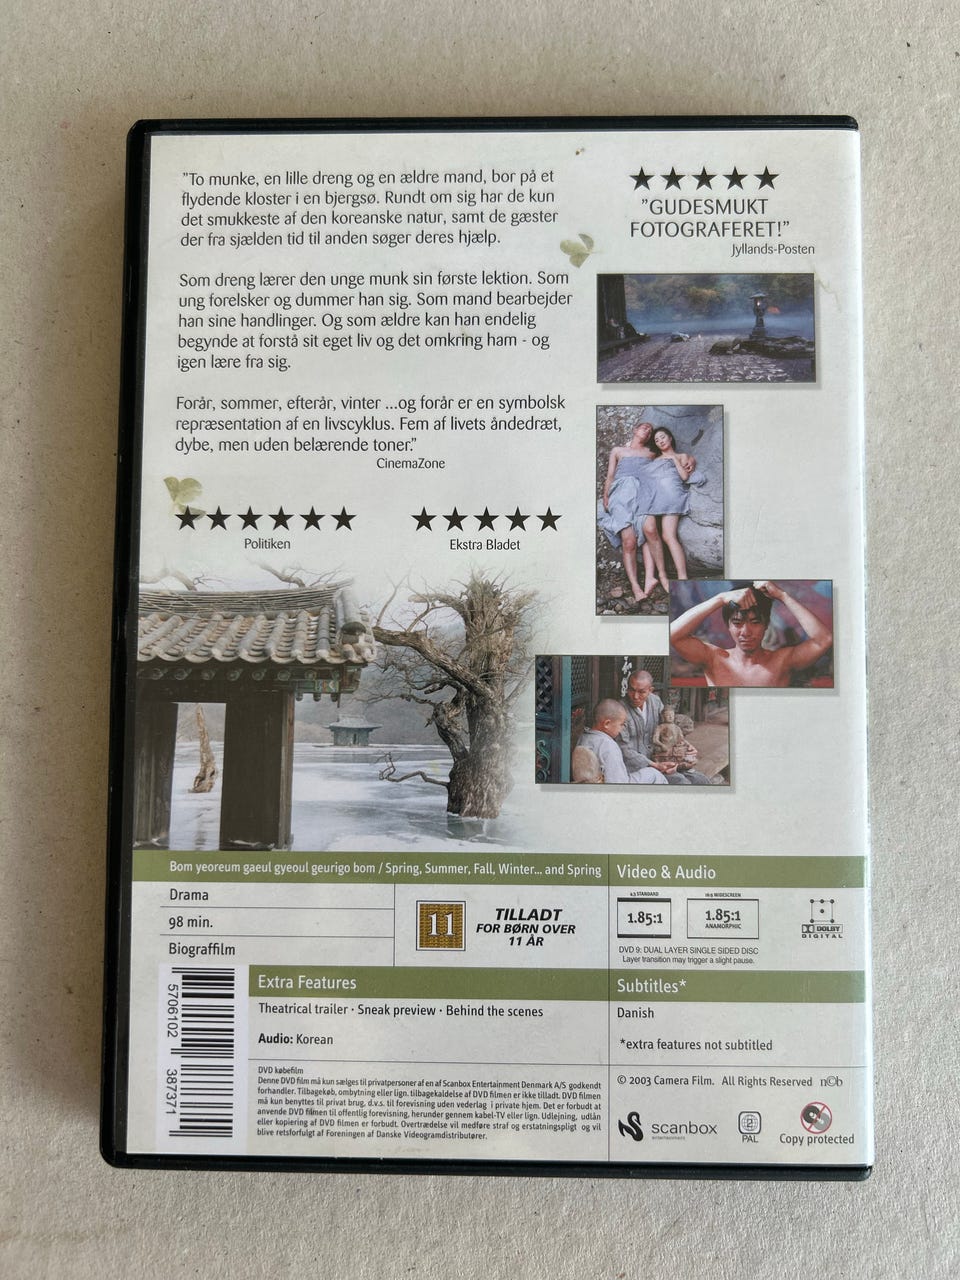 "To munke, en lille dreng og en ældre mand, bor på et
flydende kloster i en bjergsø. Rundt om sig har de kun
det smukkeste af den koreanske natur, samt de gæster
der fra sjælden tid til anden søger deres hjælp.
Som dreng lærer den unge munk sin første lektion. Som
ung forelsker og dummer han sig. Som mand bearbejder
han sine handlinger. Og som ældre kan han endelig
begynde at forstå sit eget liv og det omkring ham - og
igen lære fra sig.
Forår, sommer, efterår, vinter ...og forår er en symbolsk
repræsentation af en livscyklus. Fem af livets åndedræt,
dybe, men uden belærende toner."
CinemaZone
★★★★★★
Politiken
★★★★★
Ekstra Bladet
★★★★★
"GUDESMUKT
FOTOGRAFERET!"
Jyllands-Posten
Bom yeoreum gaeul gyeoul geurigo bom / Spring, Summer, Fall, Winter... and Spring
Drama
98 min.
Biograffilm
11
TILLADT
FOR BØRN OVER
11 ÅR
Video & Audio
4:3 STANDARD
1.85:1
16:9 WIDESCREEN
1.85:1
ANAMORPHIC
DOLBY
DIGITAL
DVD 9: DUAL LAYER SINGLE SIDED DISC
Layer transition may trigger a slight pause.
Extra Features
Theatrical trailer · Sneak preview · Behind the scenes
Audio: Korean
Subtitles*
Danish
*extra features not subtitled
5706102 387371
DVD købefilm
Denne DVD film må kun sælges til privatpersoner af en af Scanbox Entertainment Denmark A/S godkendt
forhandler. Tilbagekøb, ombytning eller lign. tilbagekaldelse af DVD filmen er ikke tilladt. DVD filmen
må kun benyttes til privat brug, d.v.s. til forevisning uden vederlag i private hjem. Det er forbudt at
anvende DVD filmen til offentlig forevisning, herunder gennem kabel-TV eller lign. Udlejning, udlån
eller kopiering af DVD filmen er forbudt. Overtrædelse vil medføre straf og erstatningspligt og vil
blive retsforfulgt af Foreningen af Danske Videogramdistributører.
© 2003 Camera Film. All Rights Reserved n©b
scanbox
entertainment
2
PAL
Copy protected